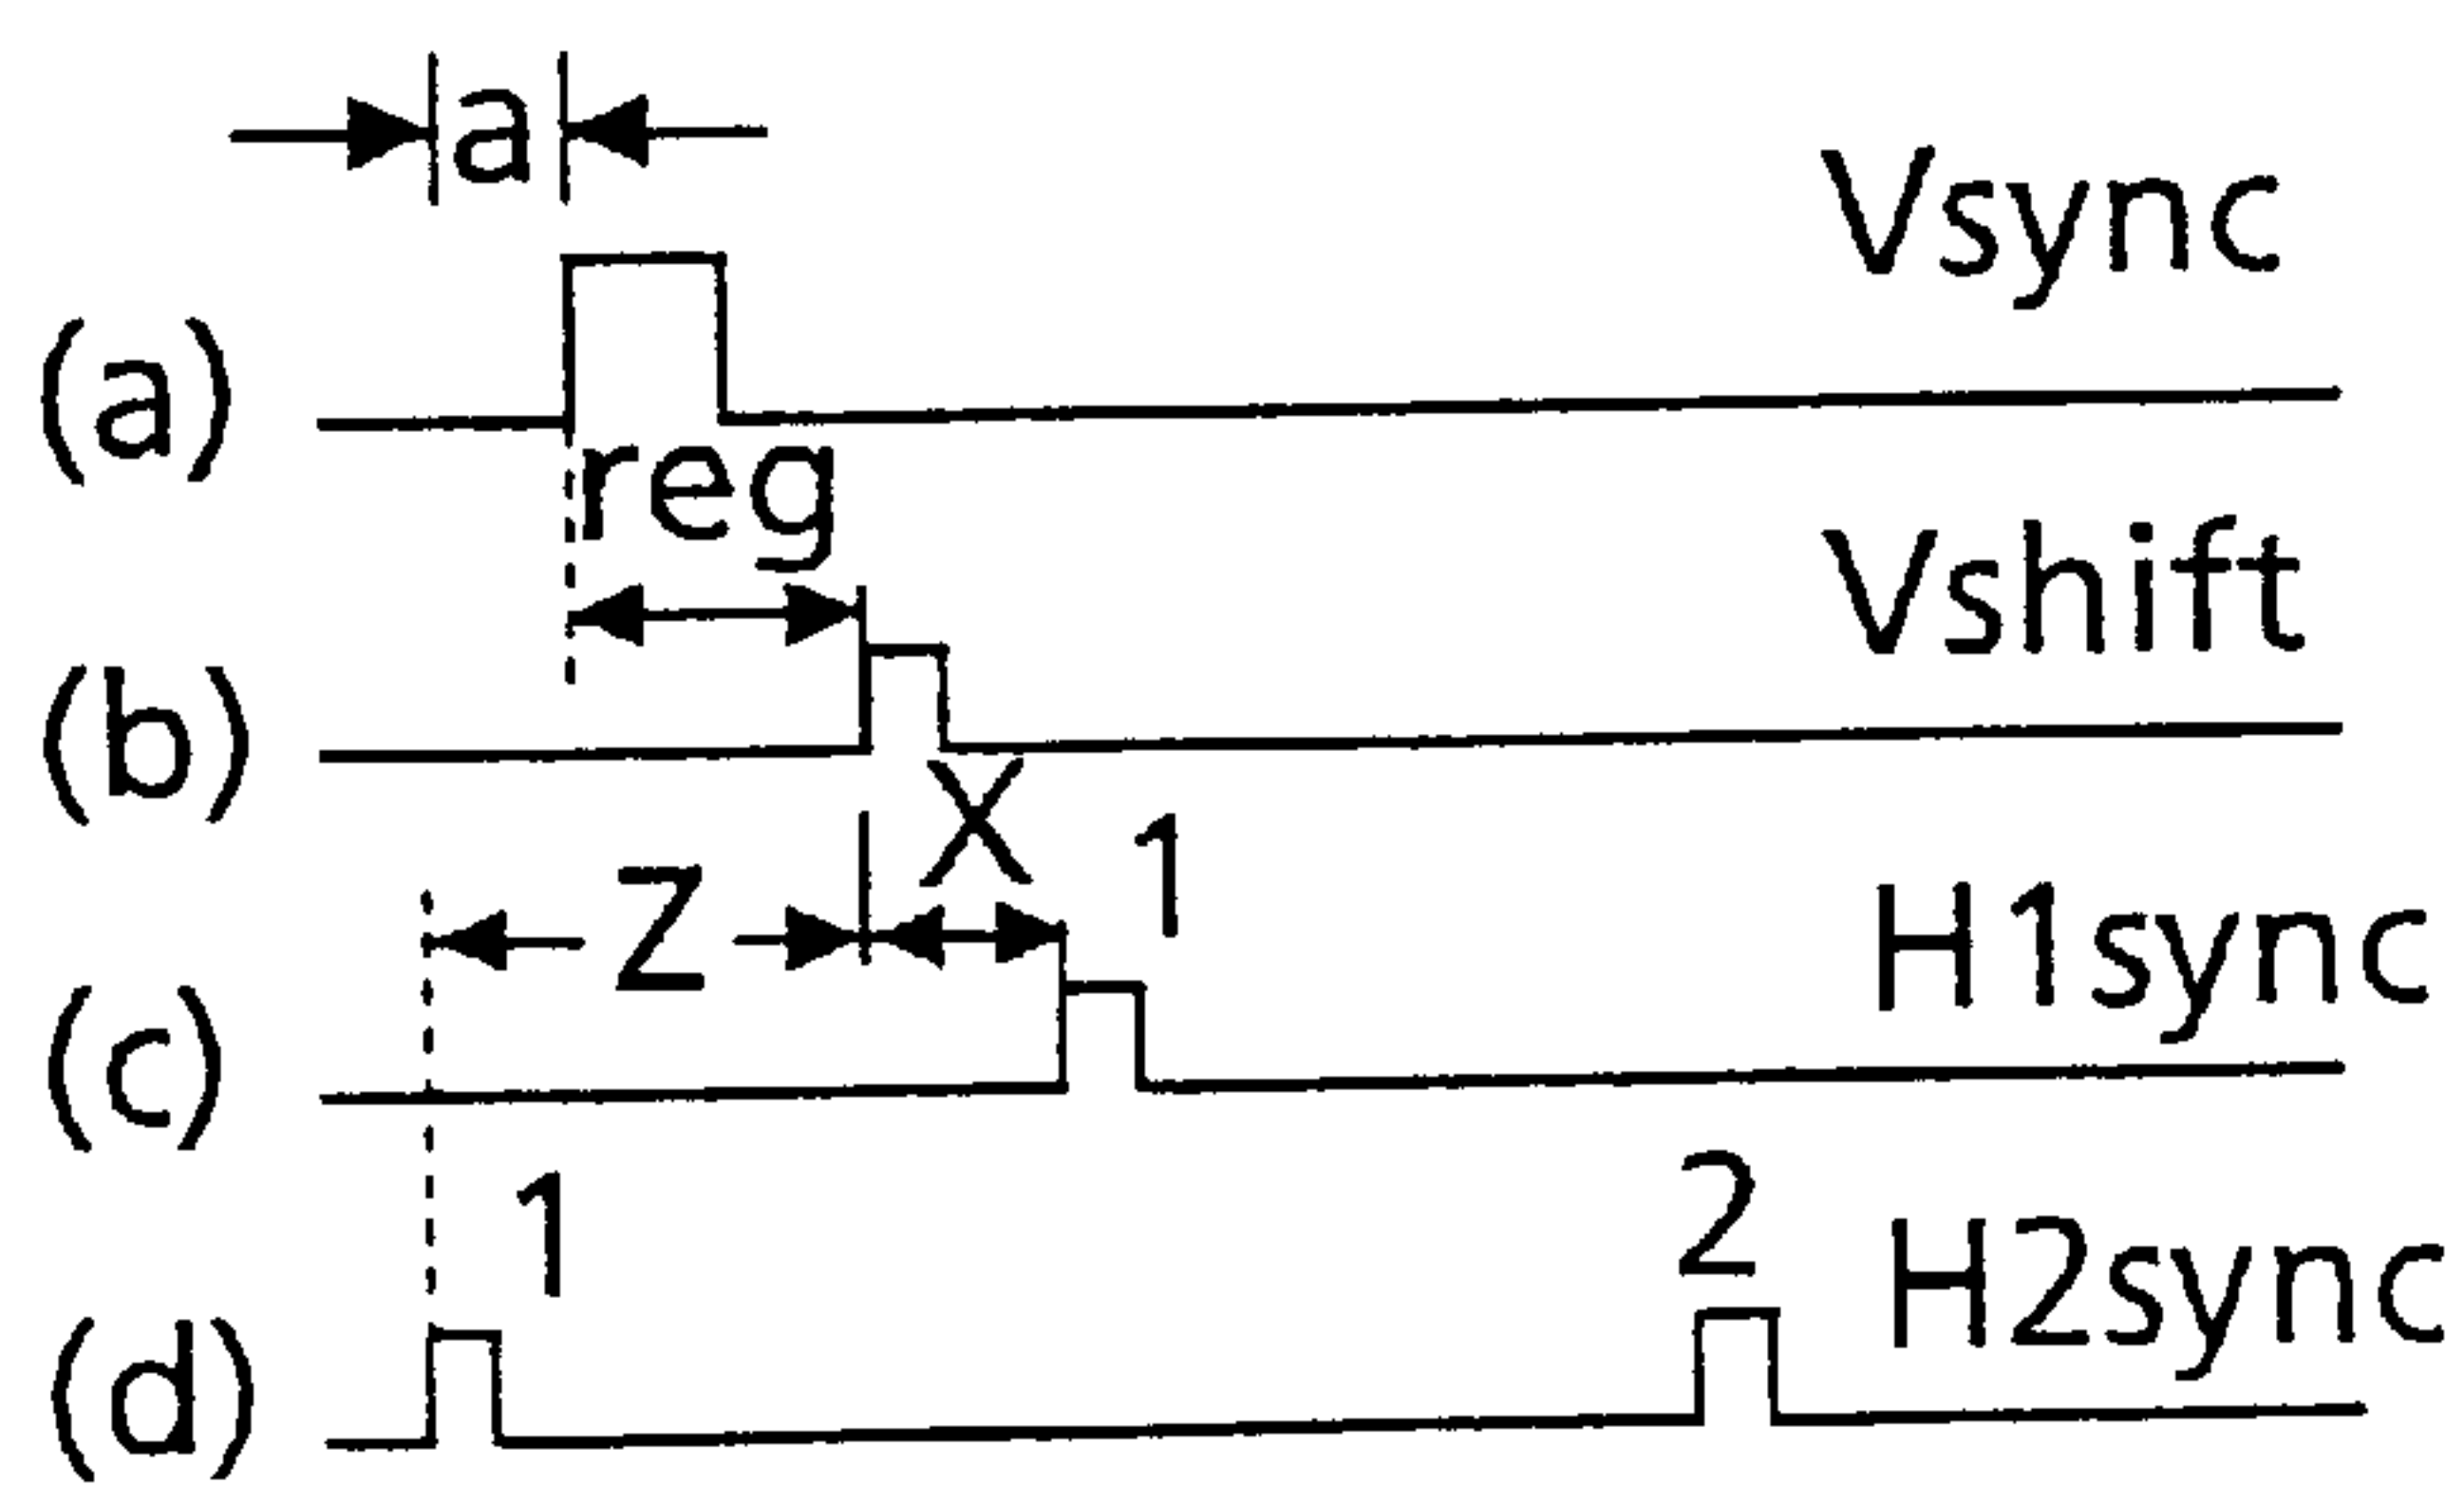 a
Vsync
(a)
reg
Vshift
(b)
X
1
Z
H1sync
(c)
1
2
H2sync
(d)